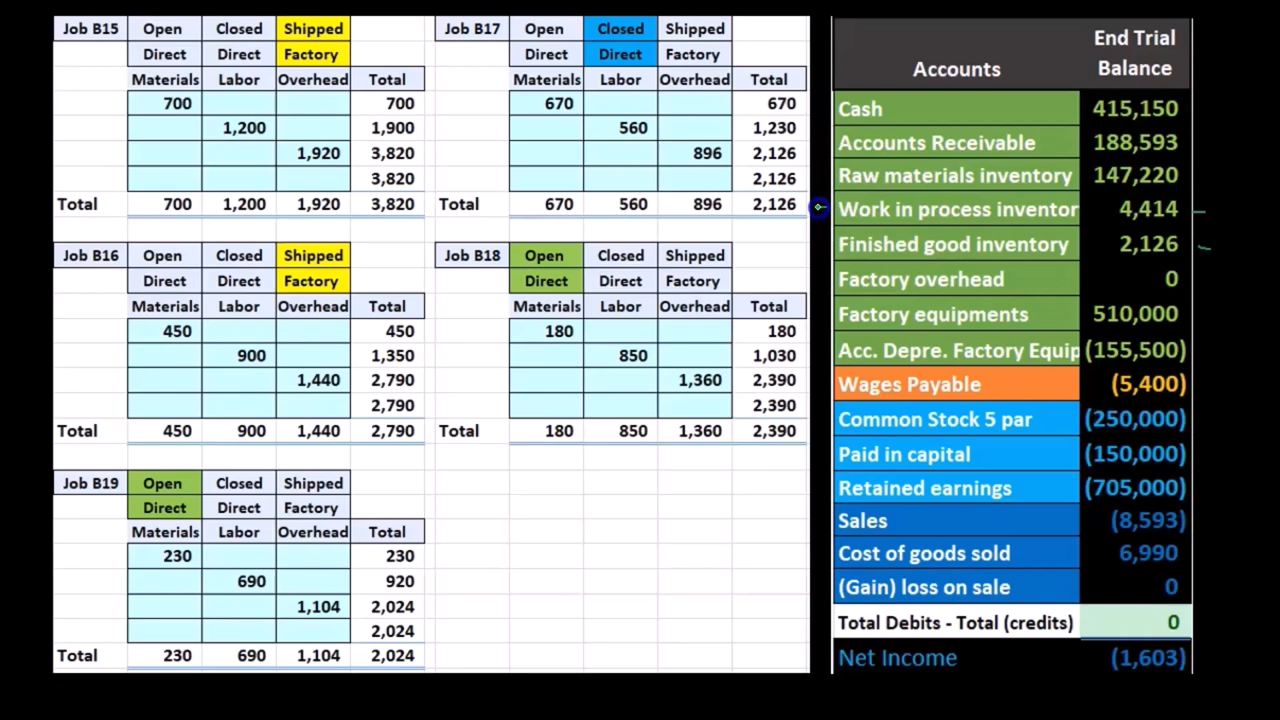 Job B15 Open Closed Shipped
Direct Direct Factory
Materials Labor Overhead Total
700 700
1,200 1,900
1,920 3,820
3,820
Total 700 1,200 1,920 3,820
Job B17 Open Closed Shipped
Direct Direct Factory
Materials Labor Overhead Total
670 670
560 1,230
896 2,126
2,126
Total 670 560 896 2,126
Job B16 Open Closed Shipped
Direct Direct Factory
Materials Labor Overhead Total
450 450
900 1,350
1,440 2,790
2,790
Total 450 900 1,440 2,790
Job B18 Open Closed Shipped
Direct Direct Factory
Materials Labor Overhead Total
180 180
850 1,030
1,360 2,390
2,390
Total 180 850 1,360 2,390
Job B19 Open Closed Shipped
Direct Direct Factory
Materials Labor Overhead Total
230 230
690 920
1,104 2,024
2,024
Total 230 690 1,104 2,024
End Trial
Accounts Balance
Cash 415,150
Accounts Receivable 188,593
Raw materials inventory 147,220
Work in process inventor 4,414
Finished good inventory 2,126
Factory overhead 0
Factory equipments 510,000
Acc. Depre. Factory Equip (155,500)
Wages Payable (5,400)
Common Stock 5 par (250,000)
Paid in capital (150,000)
Retained earnings (705,000)
Sales (8,593)
Cost of goods sold 6,990
(Gain) loss on sale 0
Total Debits - Total (credits) 0
Net Income (1,603)